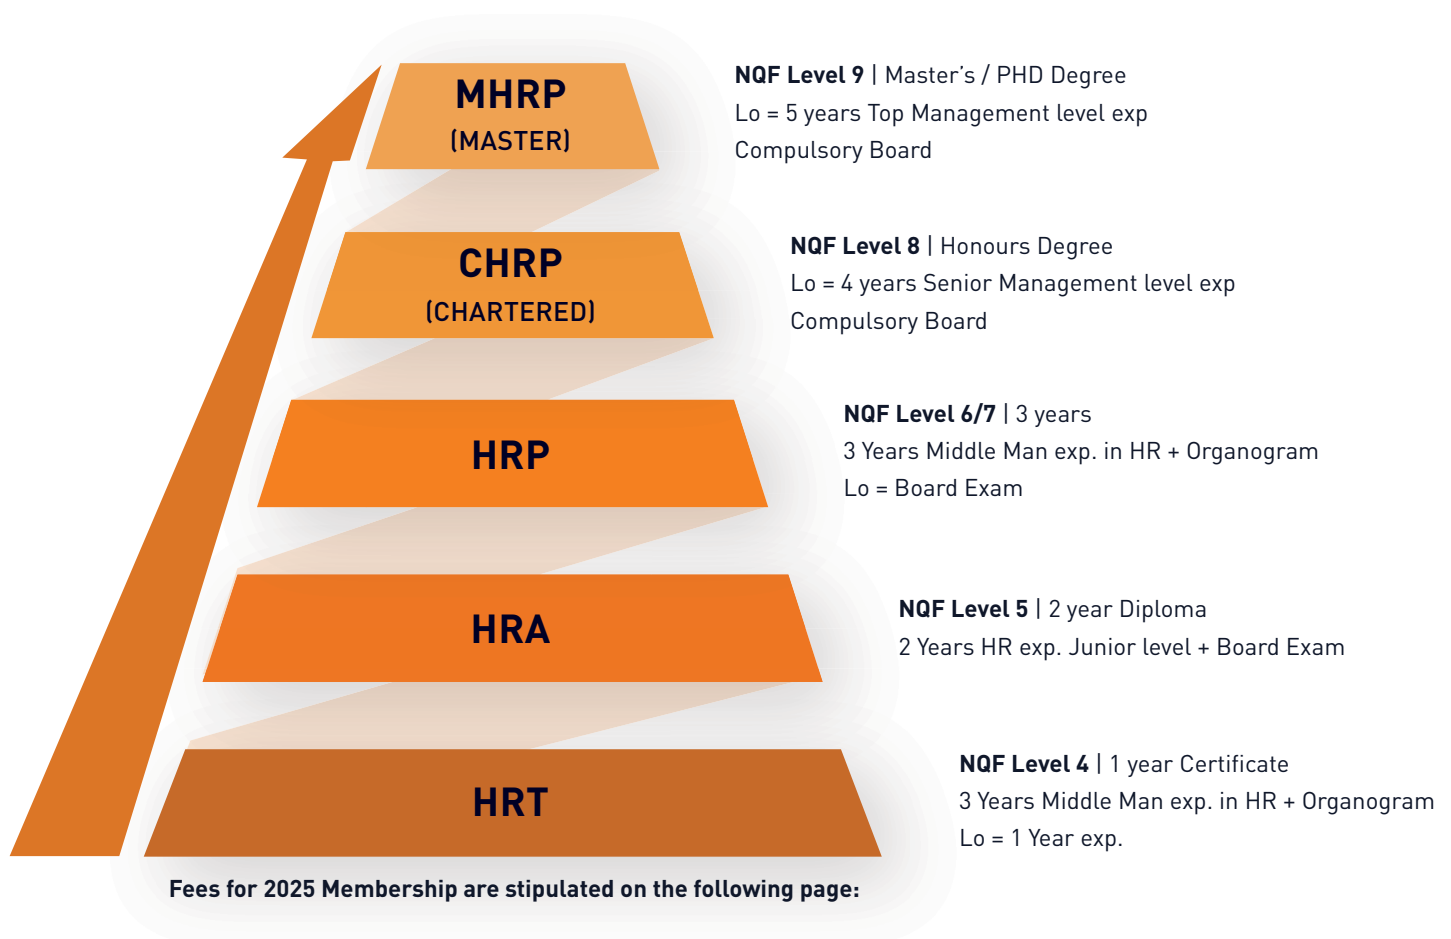 MHRP
(MASTER)
NQF Level 9 | Master’s / PHD Degree
Lo = 5 years Top Management level exp
Compulsory Board
CHRP
(CHARTERED)
NQF Level 8 | Honours Degree
Lo = 4 years Senior Management level exp
Compulsory Board
HRP
NQF Level 6/7 | 3 years
3 Years Middle Man exp. in HR + Organogram
Lo = Board Exam
HRA
NQF Level 5 | 2 year Diploma
2 Years HR exp. Junior level + Board Exam
HRT
NQF Level 4 | 1 year Certificate
3 Years Middle Man exp. in HR + Organogram
Lo = 1 Year exp.
Fees for 2025 Membership are stipulated on the following page: